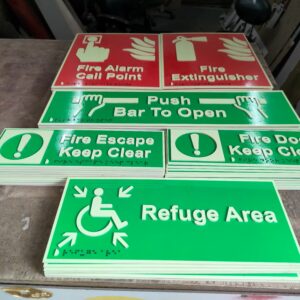 Fire Alarm
Call Point
Fire
Extinguisher
Push
Bar To Open
Fire Escape
Keep Clear
Fire Do
Keep Cle
Refuge Area